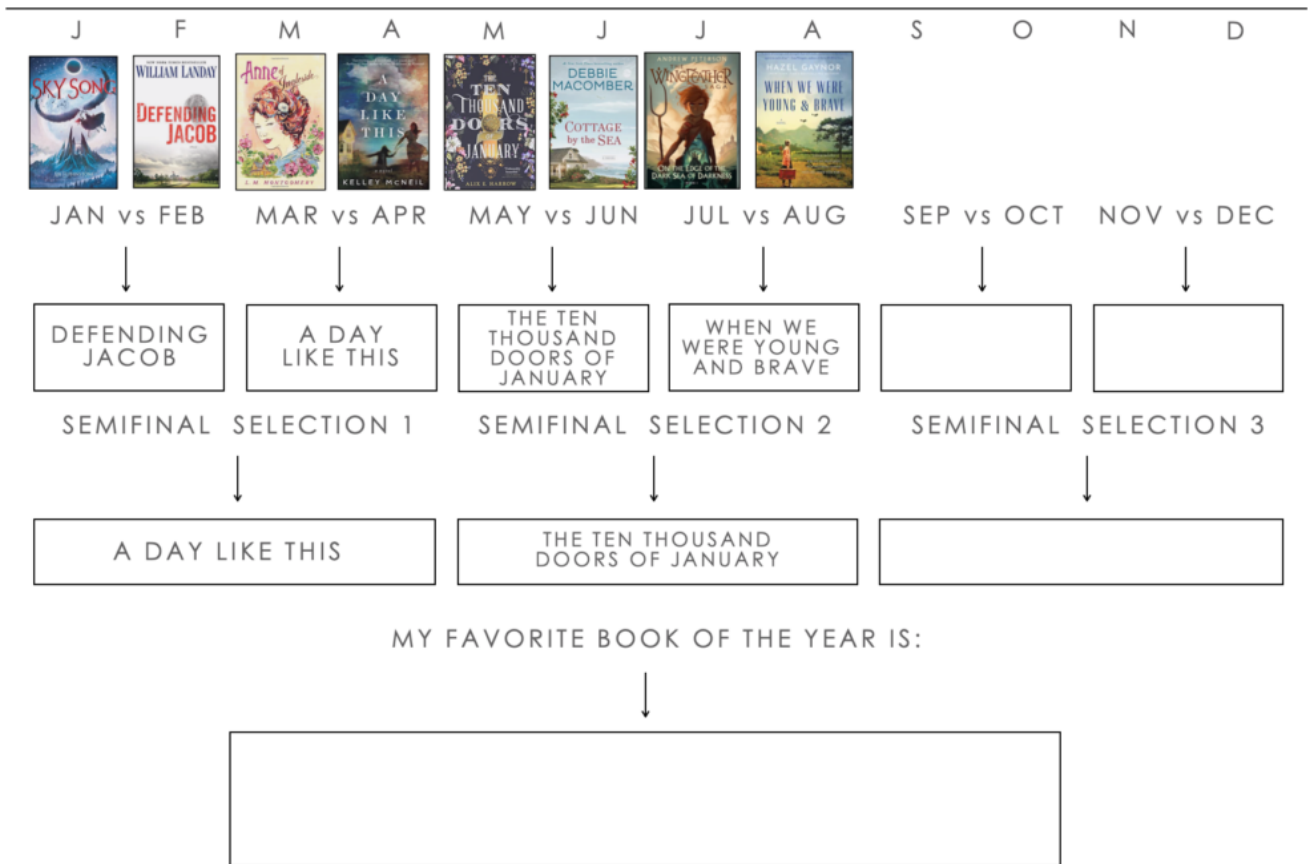 J F M A M J J A S O N D
SKY SONG
WILLIAM LANDAY
DEFENDING
JACOB
Anne of
Ingleside
L. M. MONTGOMERY
A
DAY
LIKE
THIS
KELLEY MCNEIL
THE
TEN
THOUSAND
DOORS
OF
JANUARY
ALIX E. HARROW
DEBBIE
MACOMBER
COTTAGE
by the SEA
ANDREW PETERSON
WINGFEATHER
SAGA
ON THE EDGE OF THE
DARK SEA OF DARKNESS
HAZEL GAYNOR
WHEN WE WERE
YOUNG & BRAVE
JAN vs FEB MAR vs APR MAY vs JUN JUL vs AUG SEP vs OCT NOV vs DEC
DEFENDING
JACOB
A DAY
LIKE THIS
THE TEN
THOUSAND
DOORS OF
JANUARY
WHEN WE
WERE YOUNG
AND BRAVE
SEMIFINAL SELECTION 1 SEMIFINAL SELECTION 2 SEMIFINAL SELECTION 3
A DAY LIKE THIS
THE TEN THOUSAND
DOORS OF JANUARY
MY FAVORITE BOOK OF THE YEAR IS: